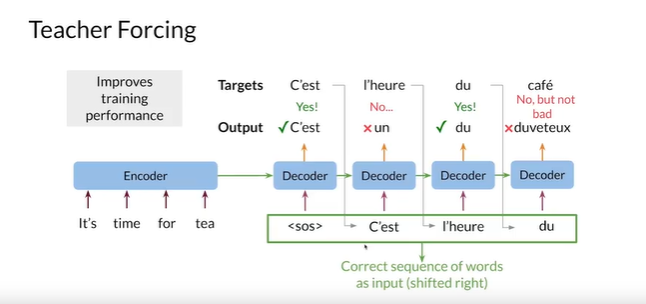 Teacher Forcing
Improves
training
performance
Targets C'est l'heure du café
Yes! No... Yes! No, but not
bad
Output ✓C'est ×un ✓ du ×duveteux
Encoder Decoder Decoder Decoder Decoder
It's time for tea <sos> C'est l'heure du
Correct sequence of words
as input (shifted right)